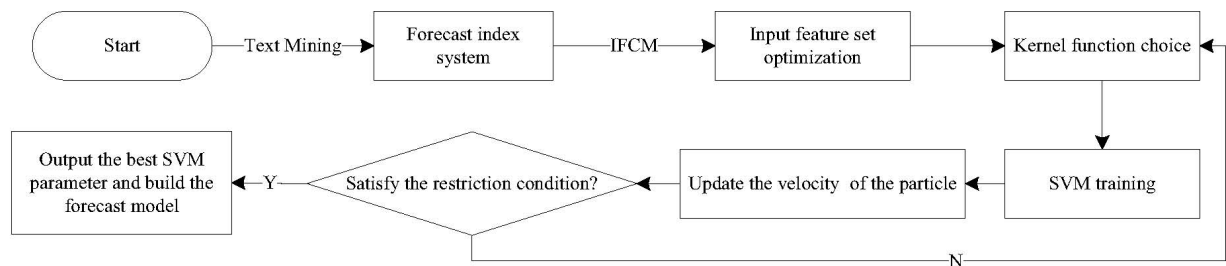 Start
Text Mining
Forecast index
system
IFCM
Input feature set
optimization
Kernel function choice
SVM training
Update the velocity of the particle
Satisfy the restriction condition?
Y
Output the best SVM
parameter and build the
forecast model
N